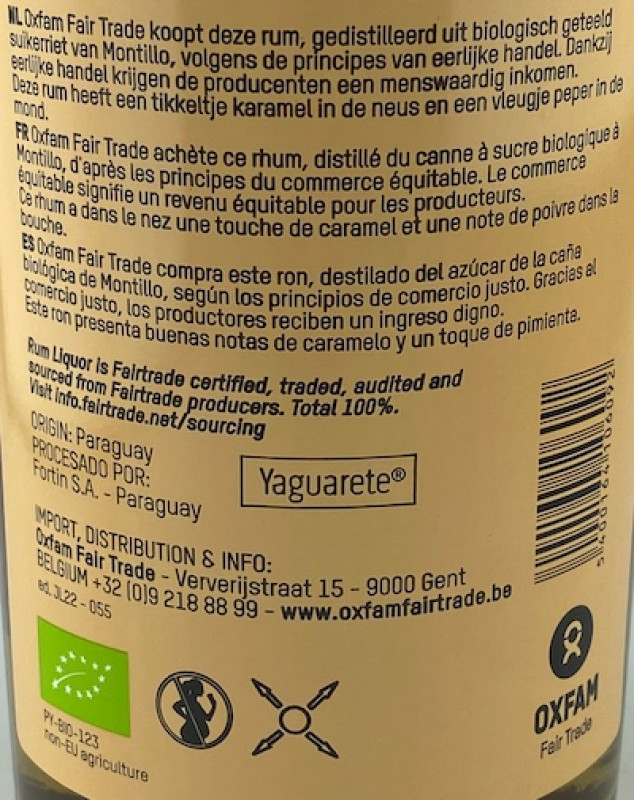 NL Oxfam Fair Trade koopt deze rum, gedistilleerd uit biologisch geteeld
suikerriet van Montillo, volgens de principes van eerlijke handel. Dankzij
eerlijke handel krijgen de producenten een menswaardig inkomen.
Deze rum heeft een tikkeltje karamel in de neus en een vleugje peper in de
mond.
FR Oxfam Fair Trade achète ce rhum, distillé du canne à sucre biologique à
Montillo, d'après les principes du commerce équitable. Le commerce
équitable signifie un revenu équitable pour les producteurs.
Ce rhum a dans le nez une touche de caramel et une note de poivre dans la
bouche.
ES Oxfam Fair Trade compra este ron, destilado del azúcar de la caña
biológica de Montillo, según los principios de comercio justo. Gracias al
comercio justo, los productores reciben un ingreso digno.
Este ron presenta buenas notas de caramelo y un toque de pimienta.
Rum Liquor is Fairtrade certified, traded, audited and
sourced from Fairtrade producers. Total 100%.
Visit info.fairtrade.net/sourcing
ORIGIN: Paraguay
PROCESADO POR:
Fortin S.A. - Paraguay
Yaguarete®
5 400164 106092
IMPORT, DISTRIBUTION & INFO:
Oxfam Fair Trade - Ververijstraat 15 - 9000 Gent
BELGIUM +32 (0)9 218 88 99 - www.oxfamfairtrade.be
ed. JL22 - 055
PY-BIO-123
non-EU agriculture
OXFAM
Fair Trade